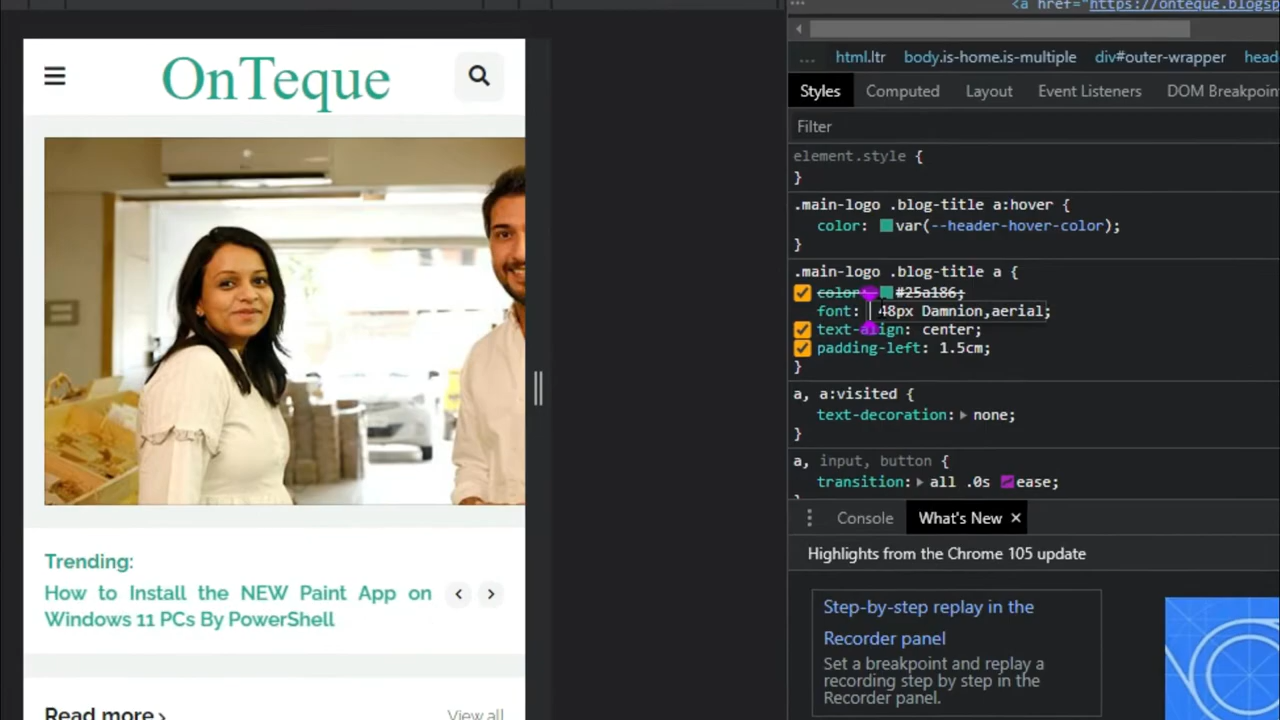 <a href="https://onteque.blogsp
OnTeque
… html.ltr body.is-home.is-multiple div#outer-wrapper head
Styles Computed Layout Event Listeners DOM Breakpoin
Filter
element.style {
}
.main-logo .blog-title a:hover {
color: var(--header-hover-color);
}
.main-logo .blog-title a {
color: #25a186;
font: 48px Damnion,aerial;
text-align: center;
padding-left: 1.5cm;
}
a, a:visited {
text-decoration: none;
}
a, input, button {
transition: all .0s ease;
Trending:
How to Install the NEW Paint App on
Windows 11 PCs By PowerShell
Read more ›
View all
Console What's New ×
Highlights from the Chrome 105 update
Step-by-step replay in the
Recorder panel
Set a breakpoint and replay a
recording step by step in the
Recorder panel.